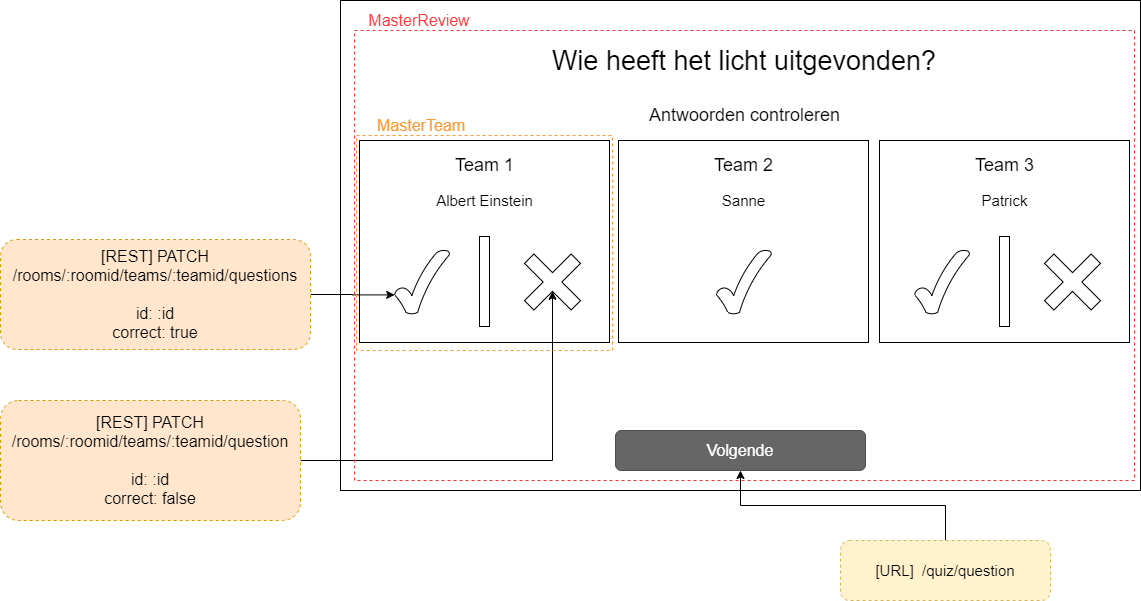 MasterReview
Wie heeft het licht uitgevonden?
Antwoorden controleren
MasterTeam
Team 1
Albert Einstein
Team 2
Sanne
Team 3
Patrick
[REST] PATCH
/rooms/:roomid/teams/:teamid/questions
id: :id
correct: true
[REST] PATCH
/rooms/:roomid/teams/:teamid/question
id: :id
correct: false
Volgende
[URL] /quiz/question